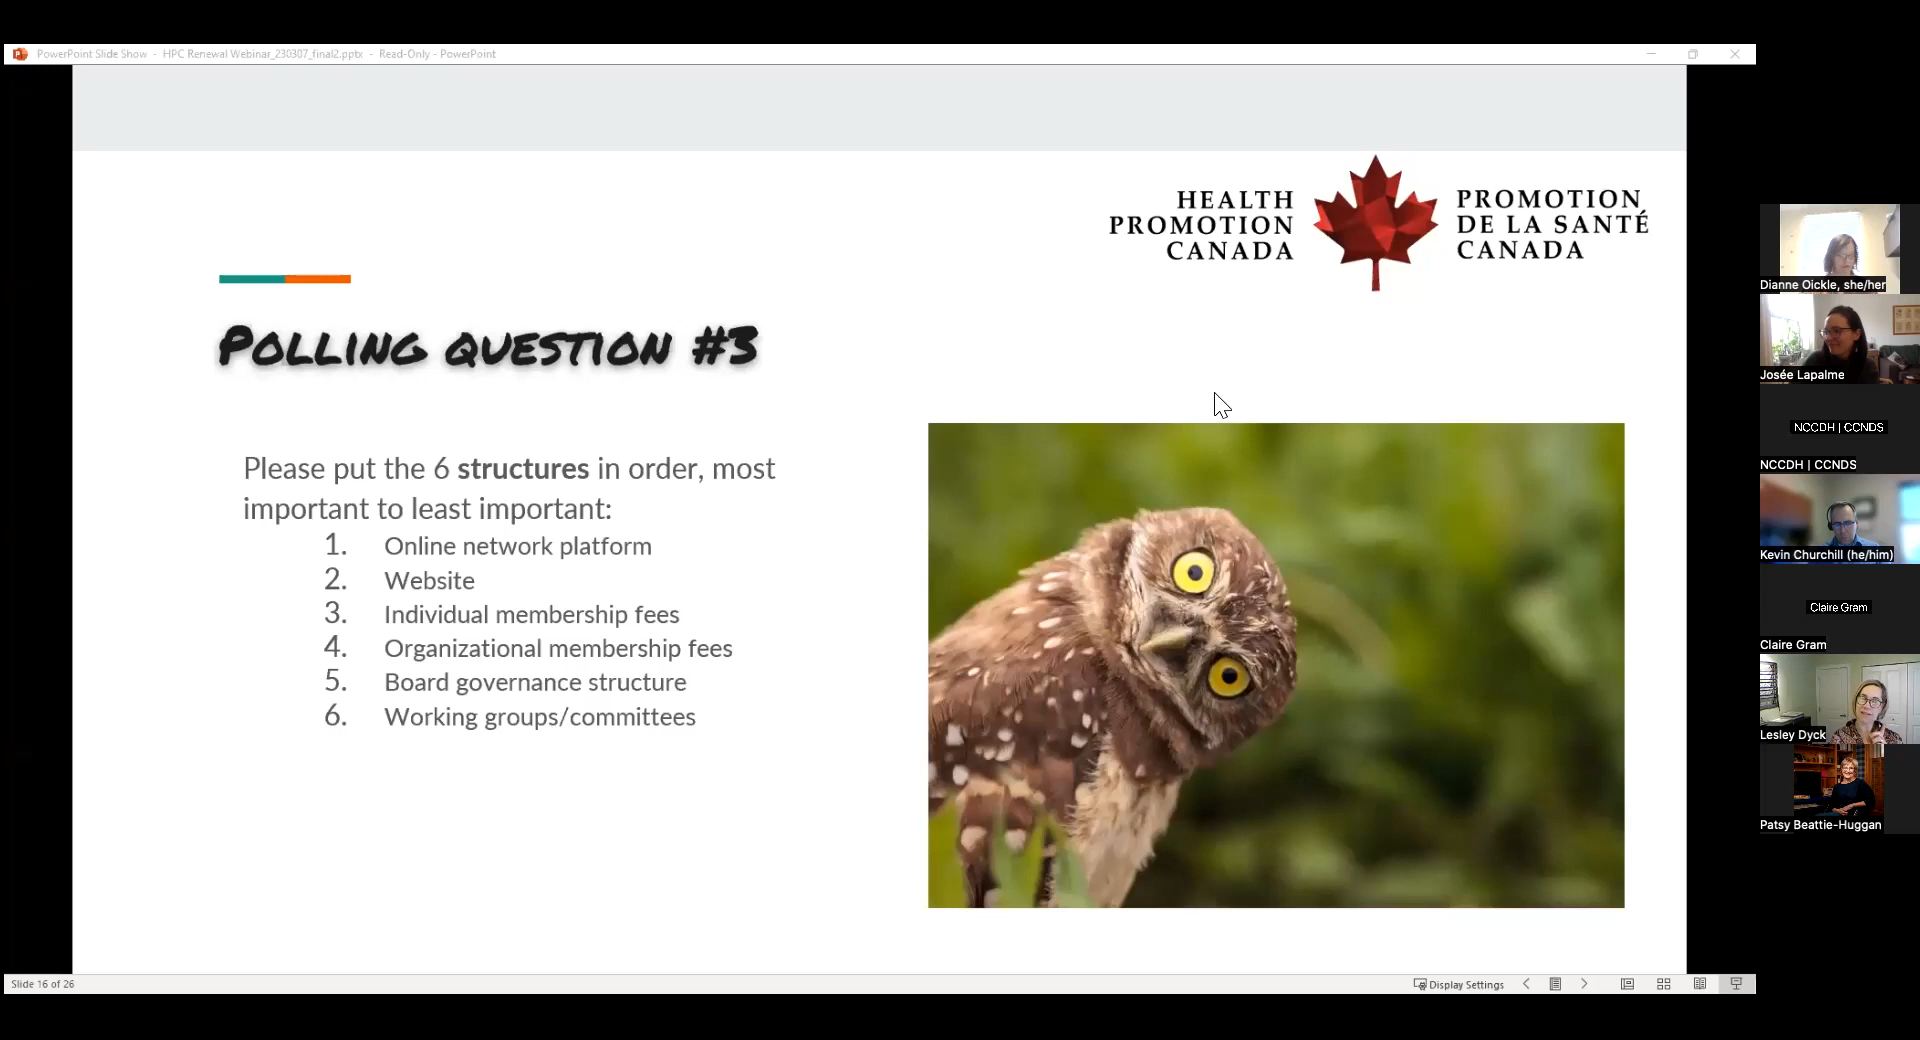 PowerPoint Slide Show - HPC Renewal Webinar_230307_final2.pptx - Read-Only - PowerPoint
HEALTH
PROMOTION
CANADA
PROMOTION
DE LA SANTÉ
CANADA
POLLING QUESTION #3
Please put the 6 structures in order, most
important to least important:
1. Online network platform
2. Website
3. Individual membership fees
4. Organizational membership fees
5. Board governance structure
6. Working groups/committees
Slide 16 of 26
Display Settings
Dianne Oickle, she/her
Josée Lapalme
NCCDH | CCNDS
NCCDH | CCNDS
Kevin Churchill (he/him)
Claire Gram
Claire Gram
Lesley Dyck
Patsy Beattie-Huggan